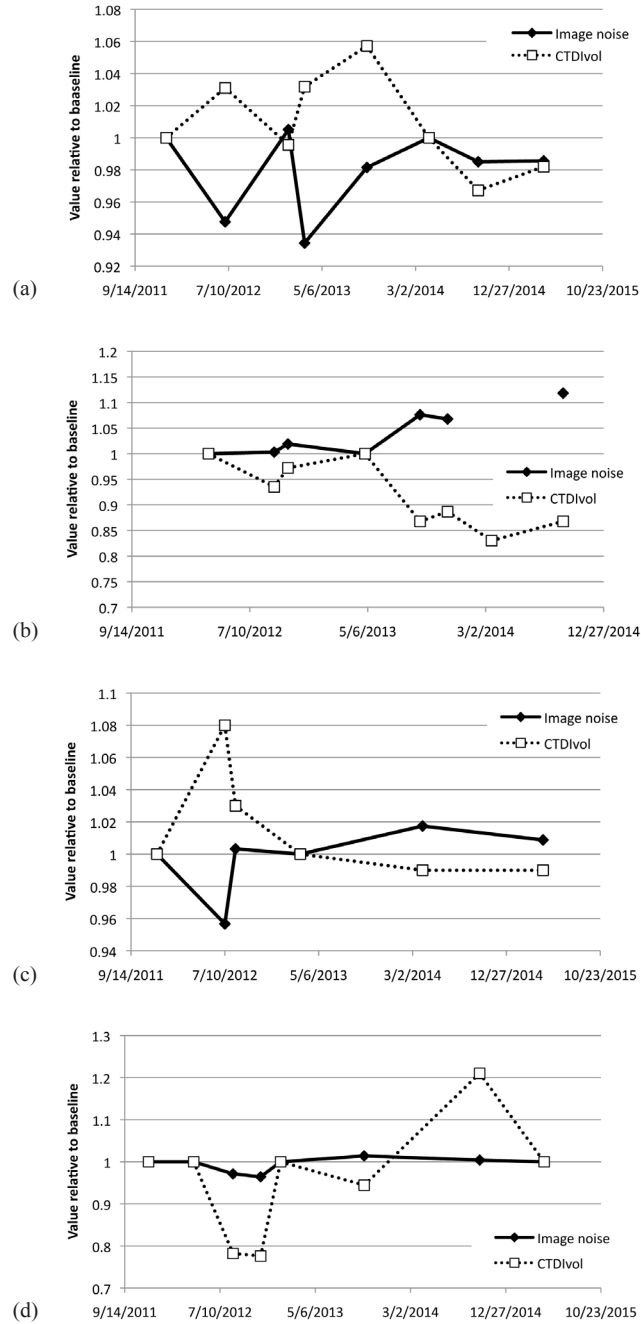 1.08
1.06
1.04
1.02
1
0.98
0.96
0.94
0.92
Value relative to baaseline
Image noise
CTDIvol
9/14/2011 7/10/2012 5/6/2013 3/2/2014 12/27/2014 10/23/2015
(a)
1.2
1.15
1.1
1.05
1
0.95
0.9
0.85
0.8
0.75
0.7
Value relative to baseline
Image noise
CTDIvol
9/14/2011 7/10/2012 5/6/2013 3/2/2014 12/27/2014
(b)
1.1
1.08
1.06
1.04
1.02
1
0.98
0.96
0.94
Value relative to baseline
Image noise
CTDIvol
9/14/2011 7/10/2012 5/6/2013 3/2/2014 12/27/2014 10/23/2015
(c)
1.3
1.2
1.1
1
0.9
0.8
0.7
Value relative to baseline
Image noise
CTDIvol
9/14/2011 7/10/2012 5/6/2013 3/2/2014 12/27/2014 10/23/2015
(d)